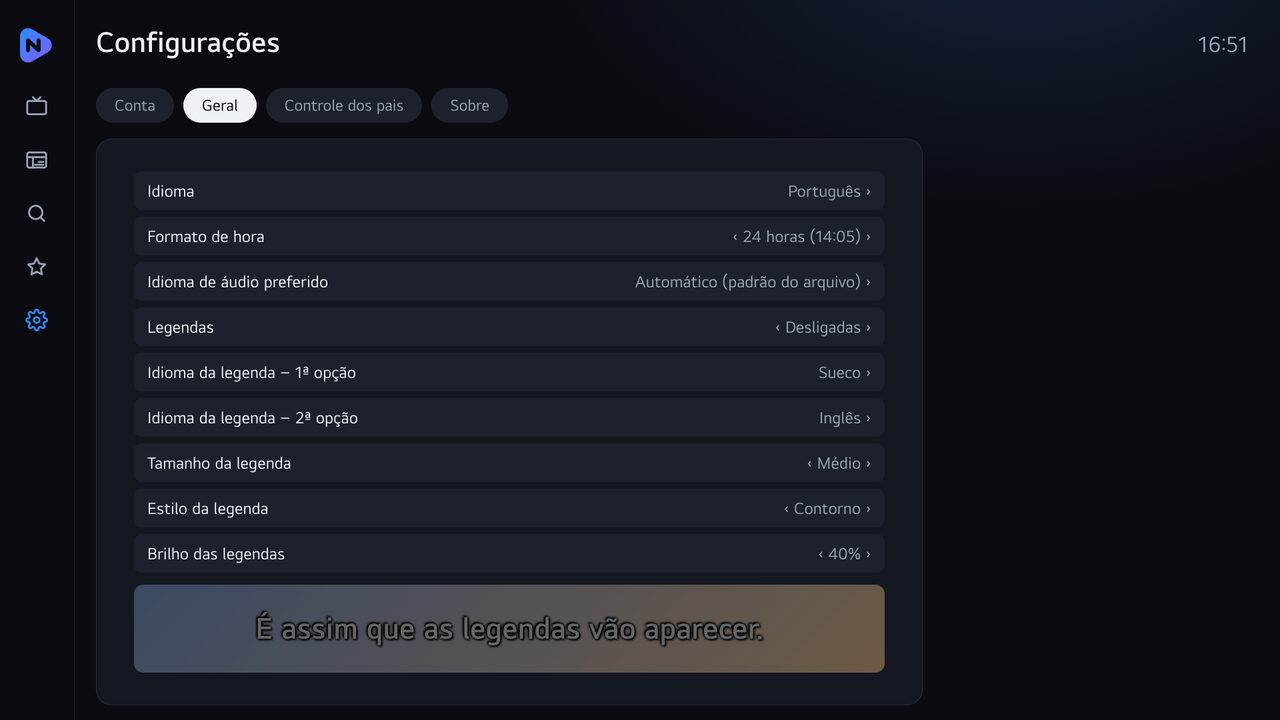 Configurações
16:51
N
Conta
Geral
Controle dos pais
Sobre
Idioma
Português ›
Formato de hora
‹ 24 horas (14:05) ›
Idioma de áudio preferido
Automático (padrão do arquivo) ›
Legendas
‹ Desligadas ›
Idioma da legenda – 1ª opção
Sueco ›
Idioma da legenda – 2ª opção
Inglês ›
Tamanho da legenda
‹ Médio ›
Estilo da legenda
‹ Contorno ›
Brilho das legendas
‹ 40% ›
É assim que as legendas vão aparecer.